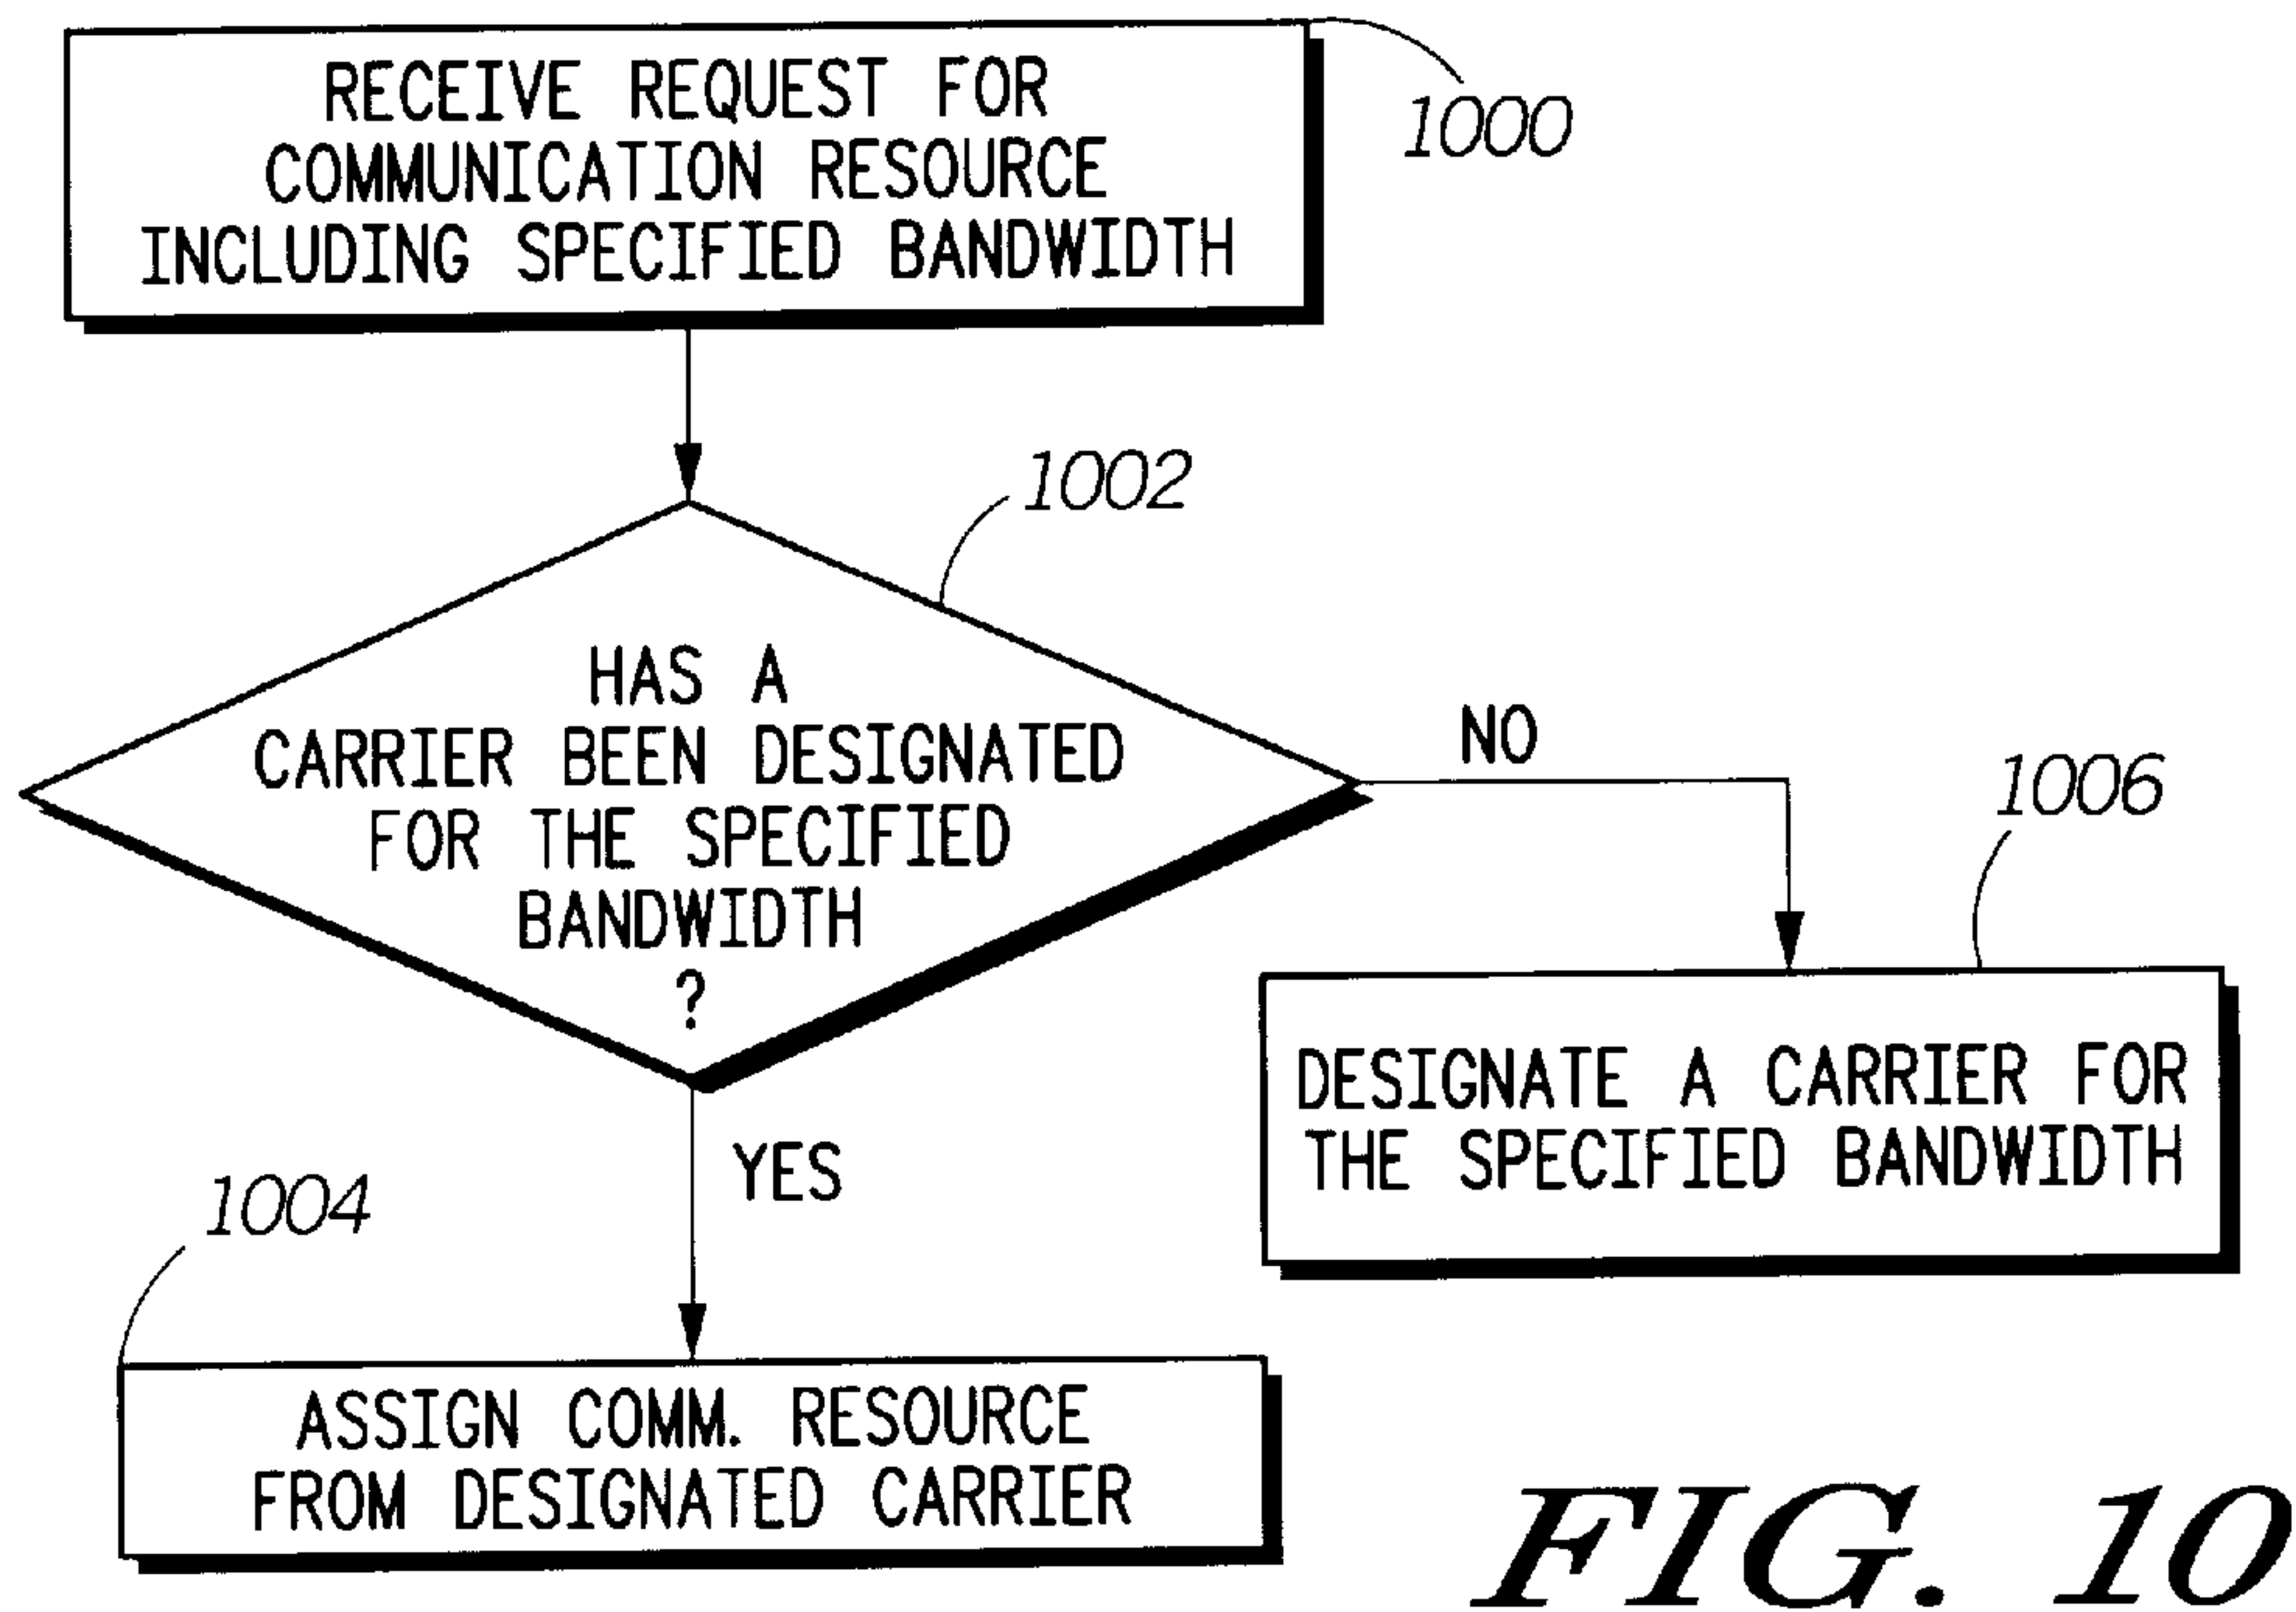 RECEIVE REQUEST FOR
COMMUNICATION RESOURCE
INCLUDING SPECIFIED BANDWIDTH
1000
1002
HAS A
CARRIER BEEN DESIGNATED
FOR THE SPECIFIED
BANDWIDTH
?
NO
1006
DESIGNATE A CARRIER FOR
THE SPECIFIED BANDWIDTH
YES
1004
ASSIGN COMM. RESOURCE
FROM DESIGNATED CARRIER
FIG. 10